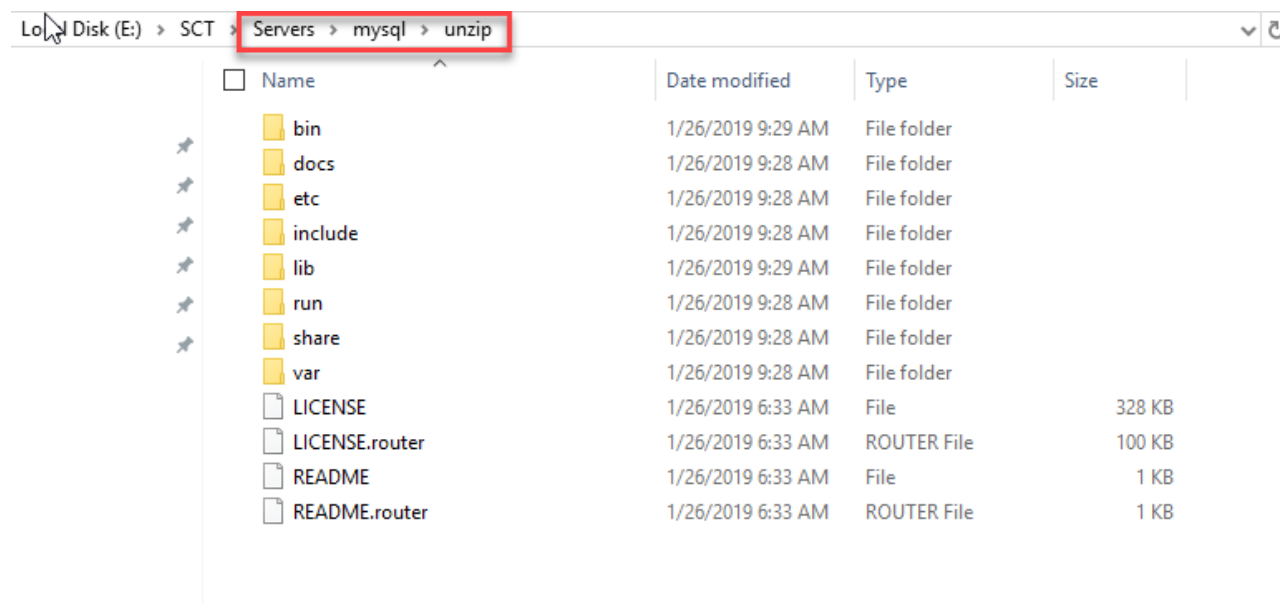 Local Disk (E:) > SCT > Servers > mysql > unzip
Name Date modified Type Size
bin 1/26/2019 9:29 AM File folder
docs 1/26/2019 9:28 AM File folder
etc 1/26/2019 9:28 AM File folder
include 1/26/2019 9:28 AM File folder
lib 1/26/2019 9:29 AM File folder
run 1/26/2019 9:28 AM File folder
share 1/26/2019 9:28 AM File folder
var 1/26/2019 9:28 AM File folder
LICENSE 1/26/2019 6:33 AM File 328 KB
LICENSE.router 1/26/2019 6:33 AM ROUTER File 100 KB
README 1/26/2019 6:33 AM File 1 KB
README.router 1/26/2019 6:33 AM ROUTER File 1 KB